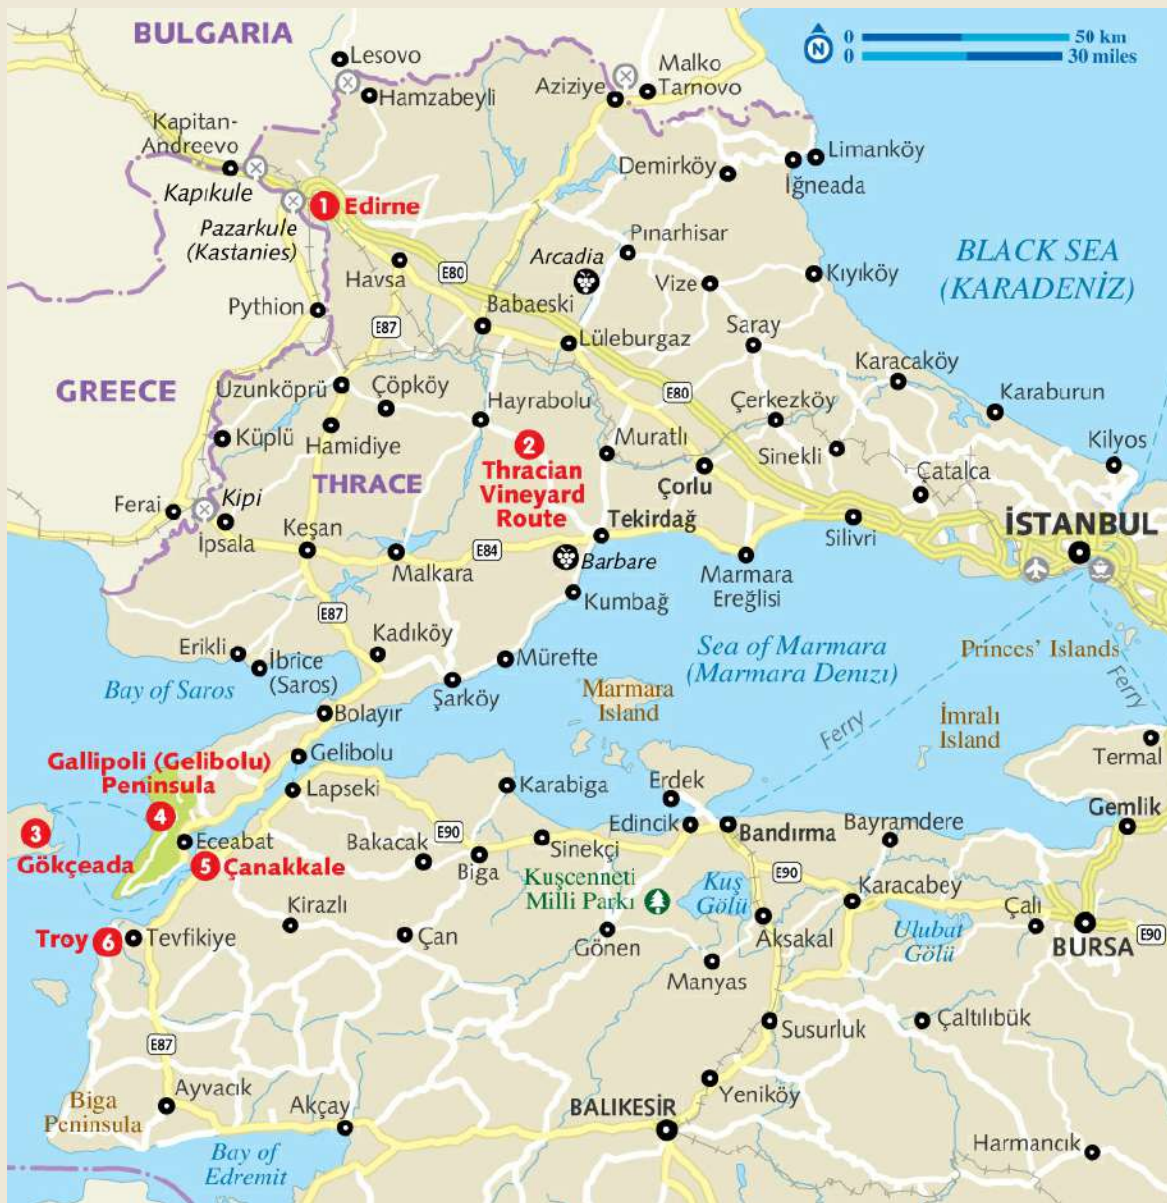 BULGARIA
Lesovo
Hamzabeyli
Aziziye
Malko
Tarnovo
N
0 50 km
0 30 miles
Kapitan-
Andreevo
Kapıkule
1 Edirne
Pazarkule
(Kastanies)
Demirköy
Limanköy
İğneada
Pınarhisar
Arcadia
BLACK SEA
(KARADENİZ)
Havsa
E80
Vize
Kıyıköy
Pythion
Babaeski
E87
Lüleburgaz
Saray
Karacaköy
GREECE
Uzunköprü
Çöpköy
E80
Karaburun
Hayrabolu
Çerkezköy
Küplü
Hamidiye
2
Thracian
Vineyard
Route
Muratlı
Sinekli
Kilyos
THRACE
Çorlu
Çatalca
Ferai
Kipi
İpsala
Keşan
Tekirdağ
Silivri
İSTANBUL
E84
Malkara
Barbare
Marmara
Ereğlisi
Kumbağ
E87
Erikli
İbrice
(Saros)
Kadıköy
Mürefte
Sea of Marmara
(Marmara Denızı)
Princes' Islands
Bay of Saros
Şarköy
Marmara
Island
Ferry
Ferry
İmralı
Island
Bolayır
Termal
Gelibolu
Gallipoli (Gelibolu)
Peninsula
Lapseki
Karabiga
Erdek
Gemlik
4
3
Gökçeada
Eceabat
E90
Edincik
Bandırma
Bayramdere
5 Çanakkale
Bakacak
Biga
Sinekçi
Kuşcenneti
Milli Parkı
Kuş
Gölü
E90
Karacabey
Kirazlı
Çan
Gönen
Aksakal
Ulubat
Gölü
Çalı
BURSA
E90
Troy 6
Tevfikiye
Manyas
Susurluk
Çaltılıbük
E87
Ayvacık
Yeniköy
Biga
Peninsula
Akçay
BALIKESİR
Harmancık
Bay of
Edremit